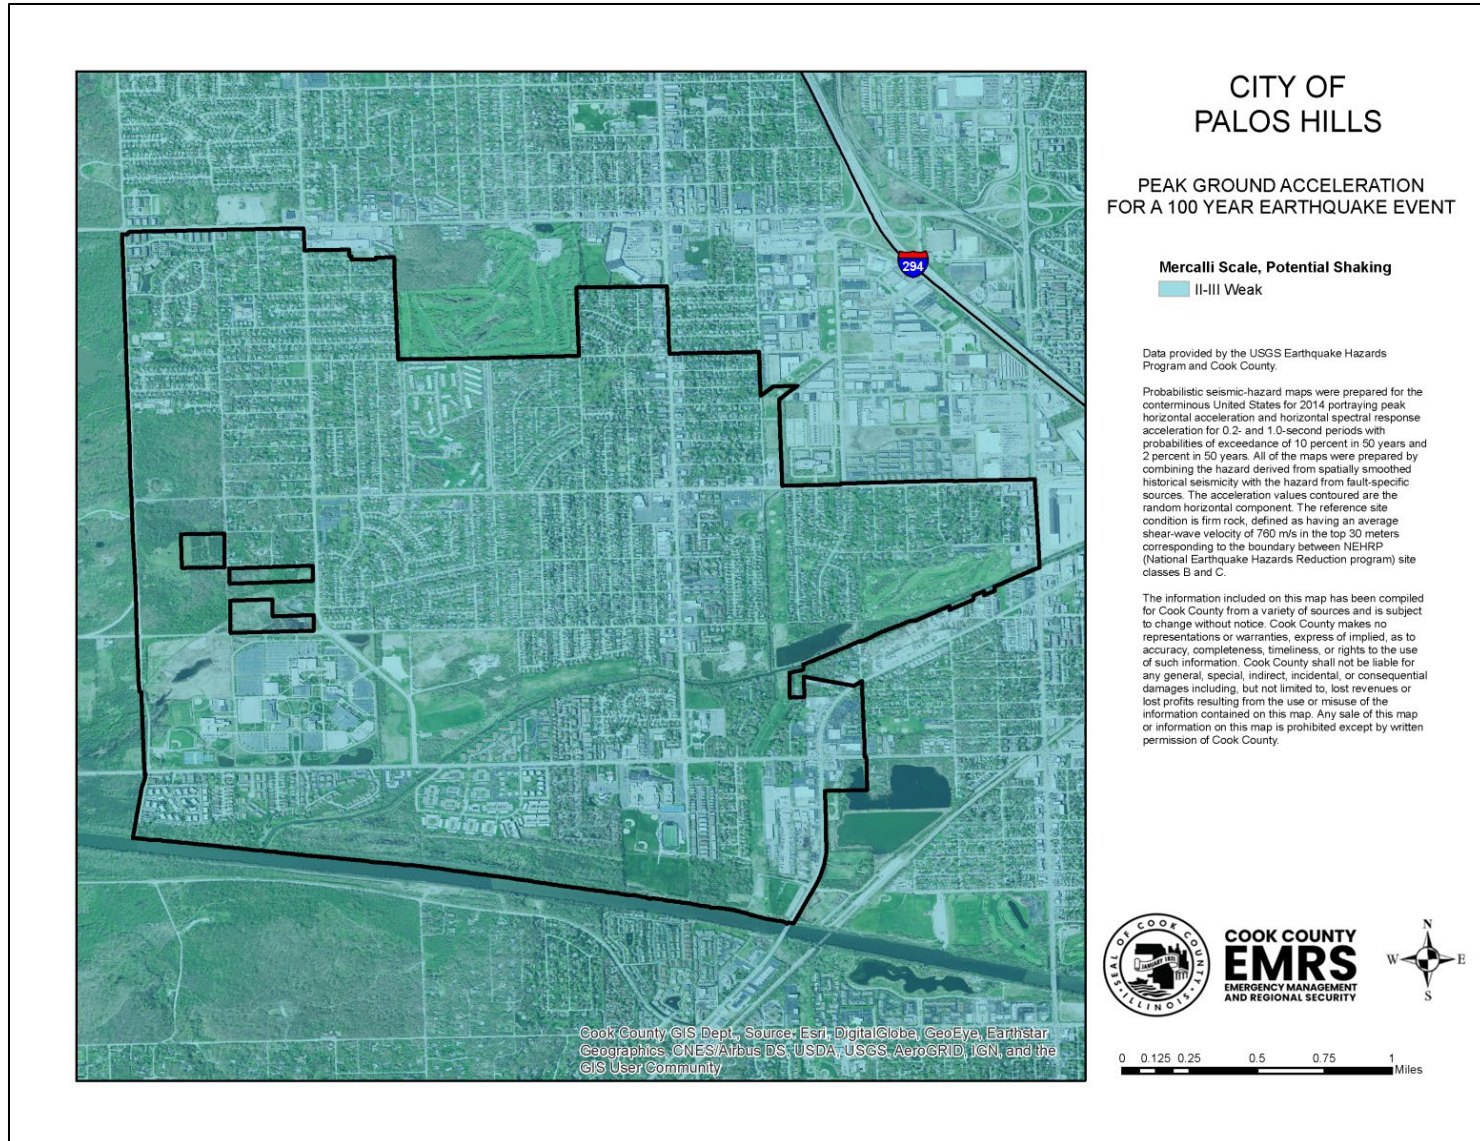 CITY OF
PALOS HILLS
PEAK GROUND ACCELERATION
FOR A 100 YEAR EARTHQUAKE EVENT
Mercalli Scale, Potential Shaking
II-III Weak
Data provided by the USGS Earthquake Hazards
Program and Cook County.
Probabilistic seismic-hazard maps were prepared for the
conterminous United States for 2014 portraying peak
horizontal acceleration and horizontal spectral response
acceleration for 0.2- and 1.0-second periods with
probabilities of exceedance of 10 percent in 50 years and
2 percent in 50 years. All of the maps were prepared by
combining the hazard derived from spatially smoothed
historical seismicity with the hazard from fault-specific
sources. The acceleration values contoured are the
random horizontal component. The reference site
condition is firm rock, defined as having an average
shear-wave velocity of 760 m/s in the top 30 meters
corresponding to the boundary between NEHRP
(National Earthquake Hazards Reduction program) site
classes B and C.
The information included on this map has been compiled
for Cook County from a variety of sources and is subject
to change without notice. Cook County makes no
representations or warranties, express of implied, as to
accuracy, completeness, timeliness, or rights to the use
of such information. Cook County shall not be liable for
any general, special, indirect, incidental, or consequential
damages including, but not limited to, lost revenues or
lost profits resulting from the use or misuse of the
information contained on this map. Any sale of this map
or information on this map is prohibited except by written
permission of Cook County.
294
SEAL OF COOK COUNTY
JANUARY 1831
ILLINOIS
COOK COUNTY
EMRS
EMERGENCY MANAGEMENT
AND REGIONAL SECURITY
N
W E
S
Cook County GIS Dept., Source: Esri, DigitalGlobe, GeoEye, Earthstar
Geographics, CNES/Airbus DS, USDA, USGS, AeroGRID, IGN, and the
GIS User Community
0 0.125 0.25 0.5 0.75 1
Miles